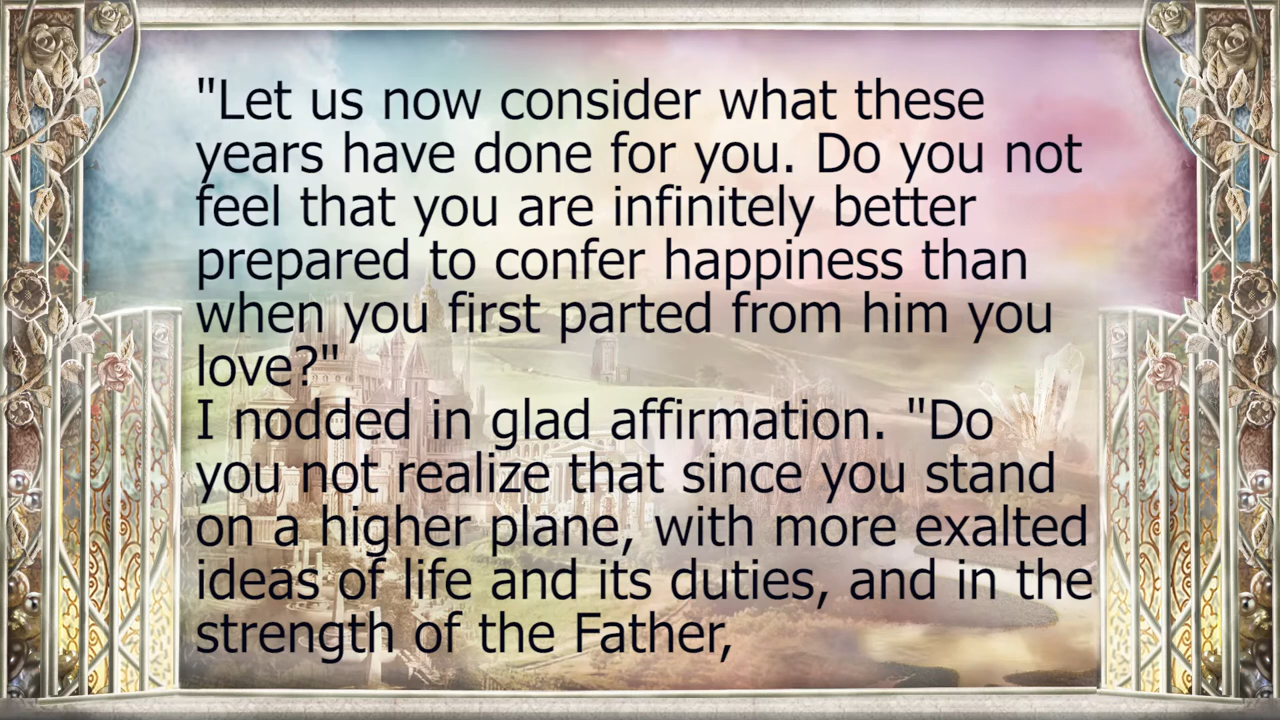 "Let us now consider what these
years have done for you. Do you not
feel that you are infinitely better
prepared to confer happiness than
when you first parted from him you
love?"
I nodded in glad affirmation. "Do
you not realize that since you stand
on a higher plane, with more exalted
ideas of life and its duties, and in the
strength of the Father,